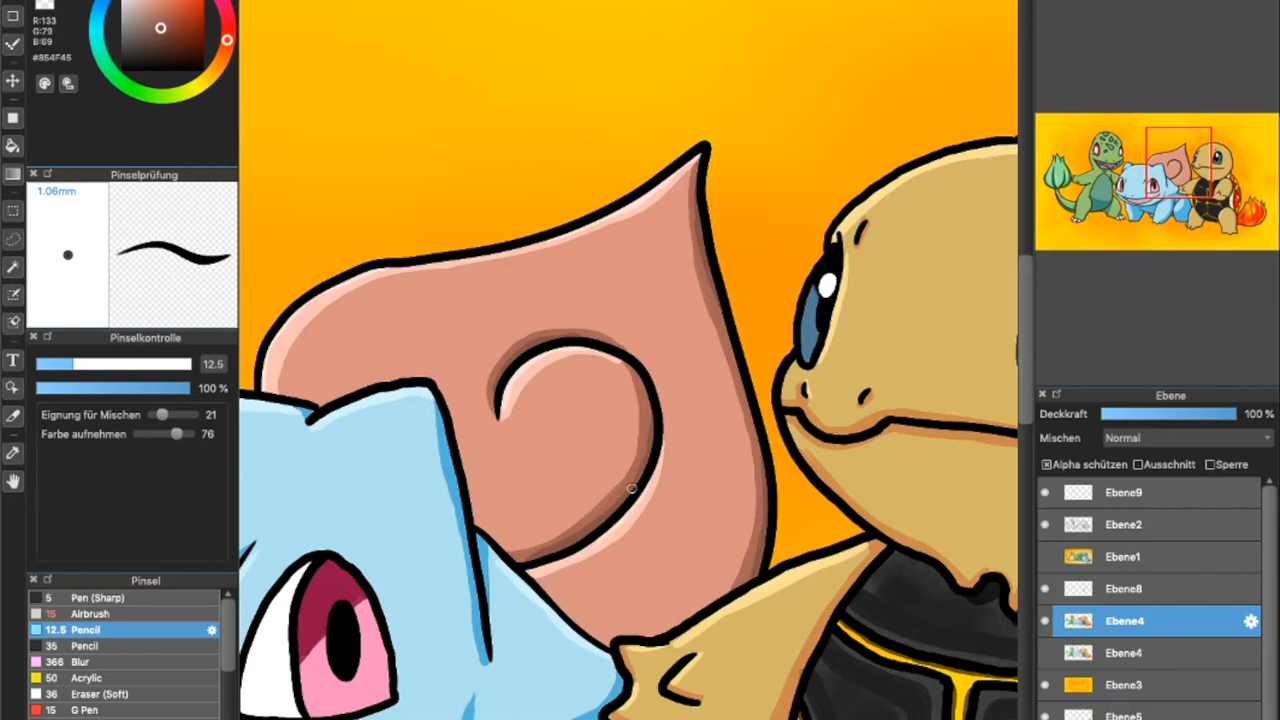 R:133
G:79
B:69
#854F45
Pinselprüfung
1.06mm
Pinselkontrolle
12.5
100 %
Eignung für Mischen 21
Farbe aufnehmen 76
Pinsel
5 Pen (Sharp)
15 Airbrush
12.5 Pencil
35 Pencil
366 Blur
50 Acrylic
36 Eraser (Soft)
15 G Pen
Ebene
Deckkraft 100 %
Mischen Normal
Alpha schützen Ausschnitt Sperre
Ebene9
Ebene2
Ebene1
Ebene8
Ebene4
Ebene4
Ebene3
Ebene5